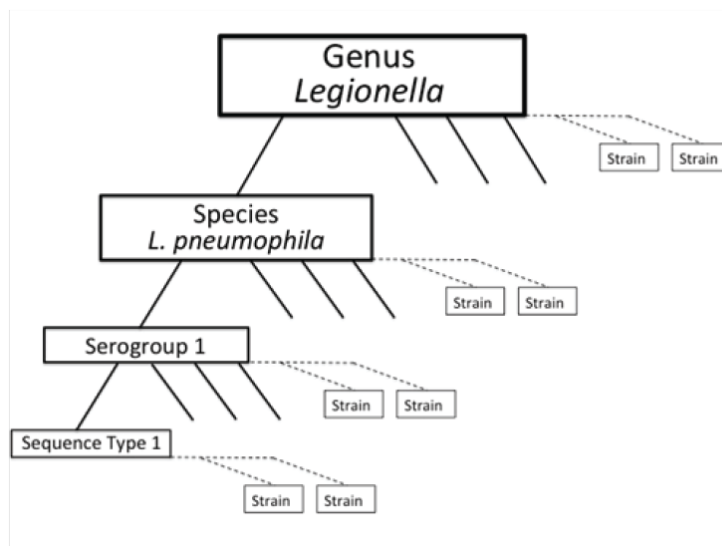 Genus
Legionella
Strain
Strain
Species
L. pneumophila
Strain
Strain
Serogroup 1
Strain
Strain
Sequence Type 1
Strain
Strain